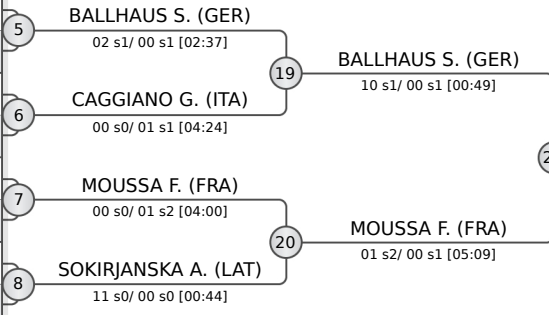 BALLHAUS S. (GER)
5
02 s1/ 00 s1 [02:37]
19
BALLHAUS S. (GER)
10 s1/ 00 s1 [00:49]
CAGGIANO G. (ITA)
6
00 s0/ 01 s1 [04:24]
MOUSSA F. (FRA)
7
00 s0/ 01 s2 [04:00]
20
MOUSSA F. (FRA)
01 s2/ 00 s1 [05:09]
SOKIRJANSKA A. (LAT)
8
11 s0/ 00 s0 [00:44]